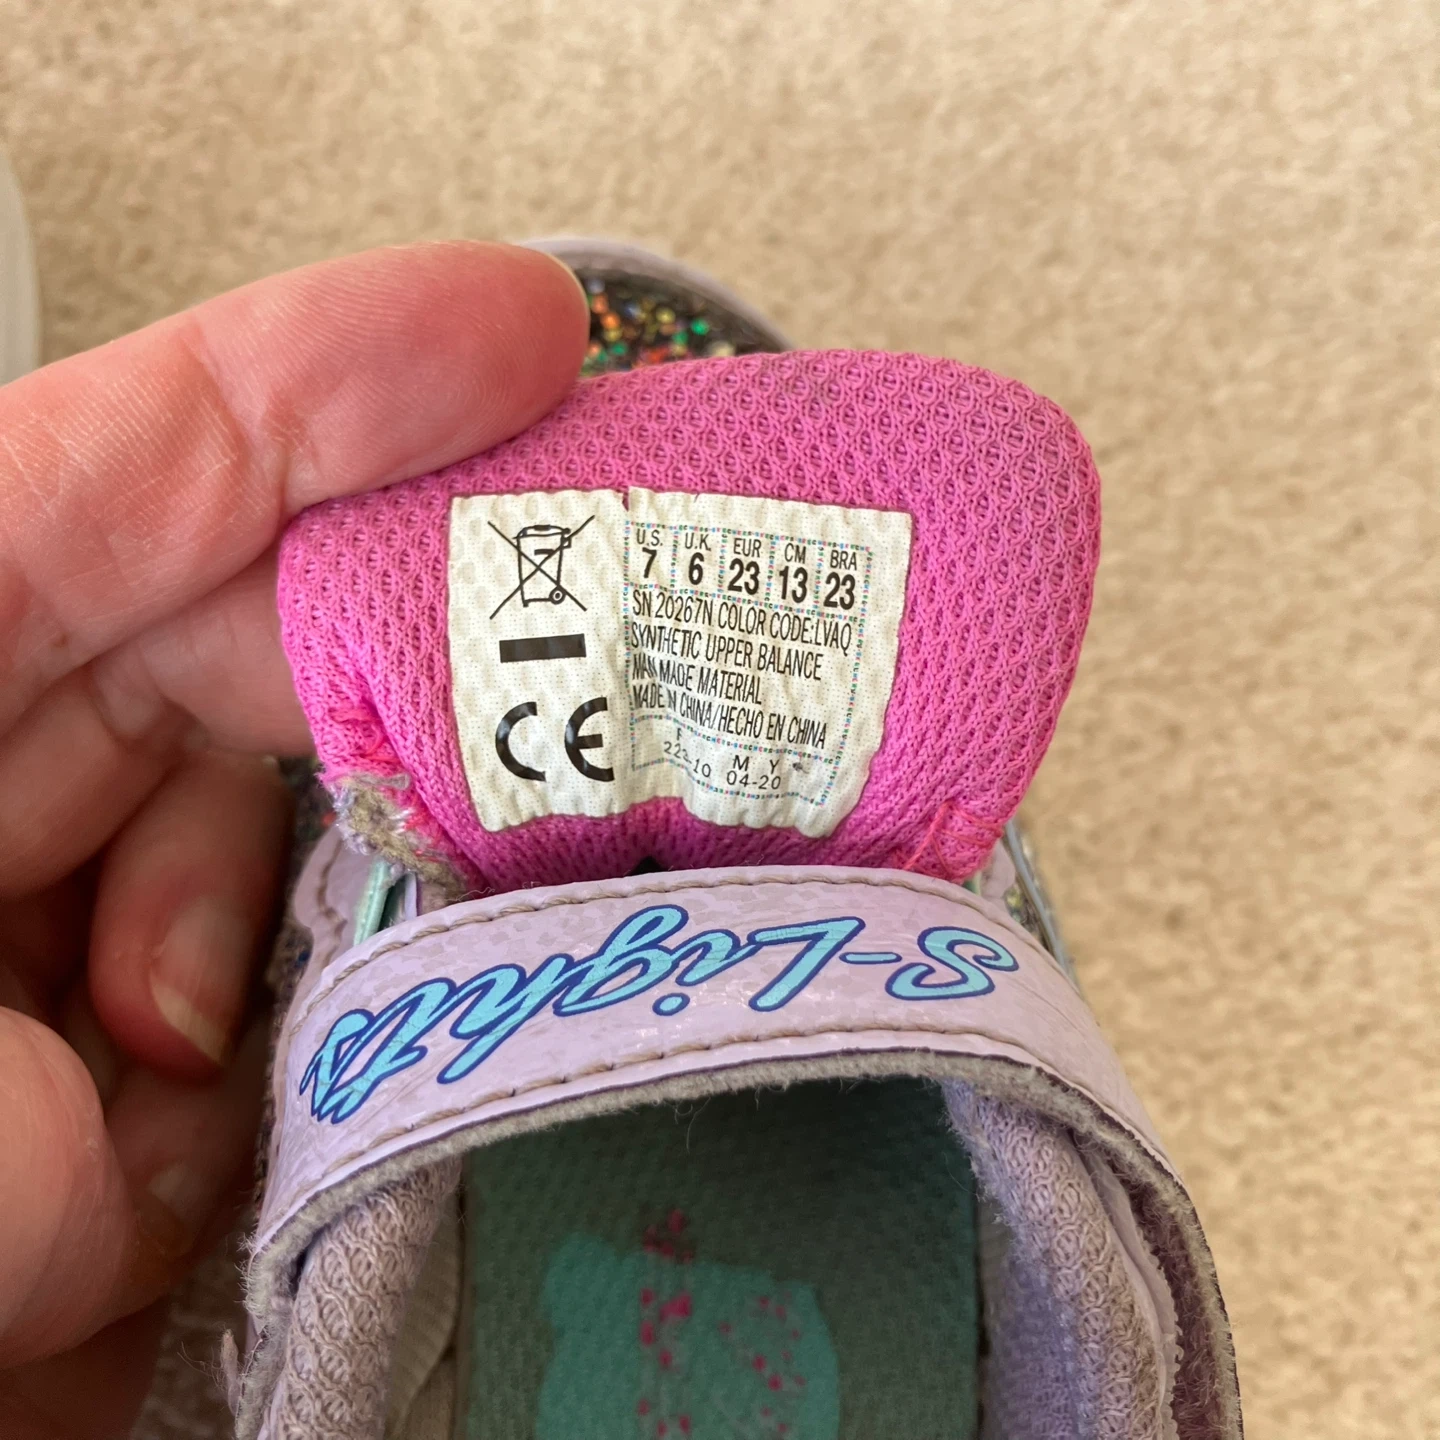 U.S. U.K. EUR CM BRA
7 6 23 13 23
SN 20267N COLOR CODE:LVAQ
SYNTHETIC UPPER BALANCE
MAN MADE MATERIAL
MADE IN CHINA/HECHO EN CHINA
F M Y
04-20
CE
S-Lights